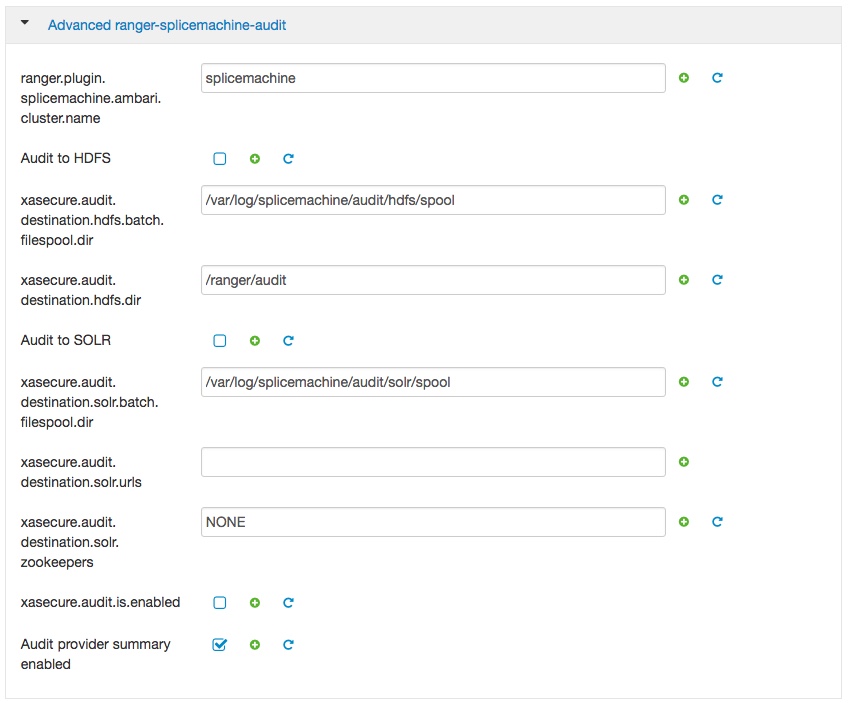 Advanced ranger-splicemachine-audit
ranger.plugin.
splicemachine.ambari.
cluster.name
splicemachine
Audit to HDFS
xasecure.audit.
destination.hdfs.batch.
filespool.dir
/var/log/splicemachine/audit/hdfs/spool
xasecure.audit.
destination.hdfs.dir
/ranger/audit
Audit to SOLR
xasecure.audit.
destination.solr.batch.
filespool.dir
/var/log/splicemachine/audit/solr/spool
xasecure.audit.
destination.solr.urls
xasecure.audit.
destination.solr.
zookeepers
NONE
xasecure.audit.is.enabled
Audit provider summary
enabled